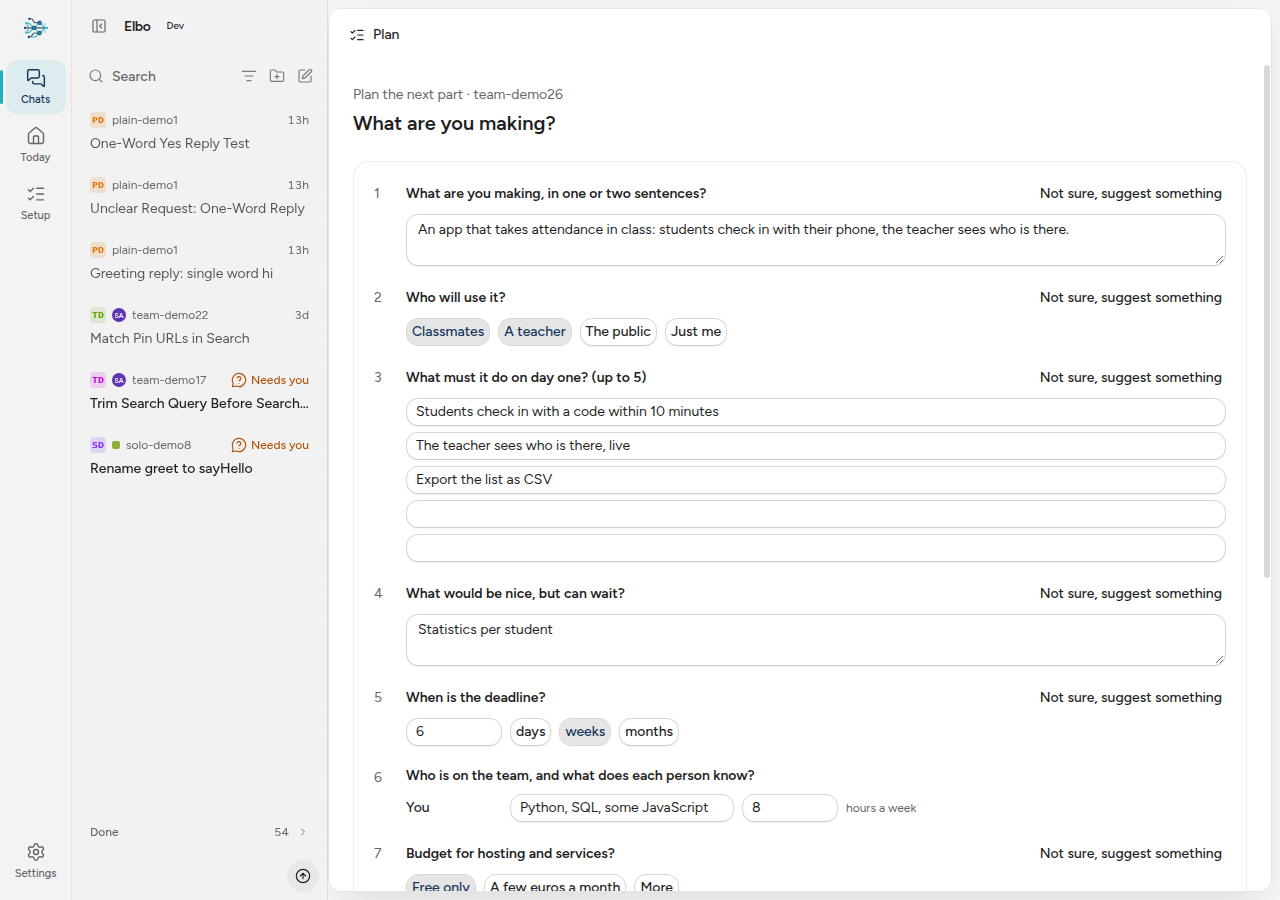 Elbo Dev
Plan
Chats
Today
Setup
Settings
Search
PD plain-demo1 13h
One-Word Yes Reply Test
PD plain-demo1 13h
Unclear Request: One-Word Reply
PD plain-demo1 13h
Greeting reply: single word hi
TD SA team-demo22 3d
Match Pin URLs in Search
TD SA team-demo17 Needs you
Trim Search Query Before Search...
SD solo-demo8 Needs you
Rename greet to sayHello
Done 54
Plan the next part · team-demo26
What are you making?
1 What are you making, in one or two sentences? Not sure, suggest something
An app that takes attendance in class: students check in with their phone, the teacher sees who is there.
2 Who will use it? Not sure, suggest something
Classmates A teacher The public Just me
3 What must it do on day one? (up to 5) Not sure, suggest something
Students check in with a code within 10 minutes
The teacher sees who is there, live
Export the list as CSV
4 What would be nice, but can wait? Not sure, suggest something
Statistics per student
5 When is the deadline? Not sure, suggest something
6 days weeks months
6 Who is on the team, and what does each person know?
You Python, SQL, some JavaScript 8 hours a week
7 Budget for hosting and services? Not sure, suggest something
Free only A few euros a month More